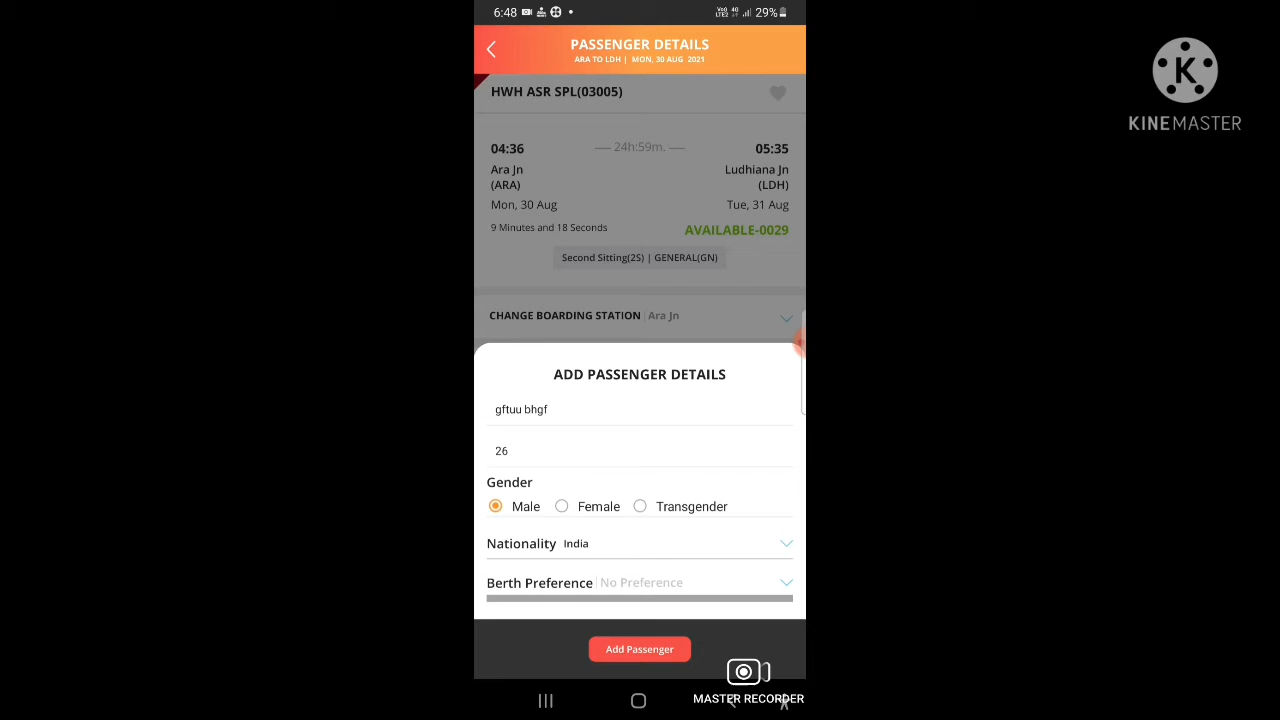 6:48
Vo)) 4G LTE2 29%
PASSENGER DETAILS
ARA TO LDH | MON, 30 AUG 2021
HWH ASR SPL(03005)
04:36 24h:59m. 05:35
Ara Jn Ludhiana Jn
(ARA) (LDH)
Mon, 30 Aug Tue, 31 Aug
9 Minutes and 18 Seconds AVAILABLE-0029
Second Sitting(2S) | GENERAL(GN)
CHANGE BOARDING STATION | Ara Jn
ADD PASSENGER DETAILS
gftuu bhgf
26
Gender
Male Female Transgender
Nationality India
Berth Preference | No Preference
Add Passenger
MASTER RECORDER
K
KINEMASTER